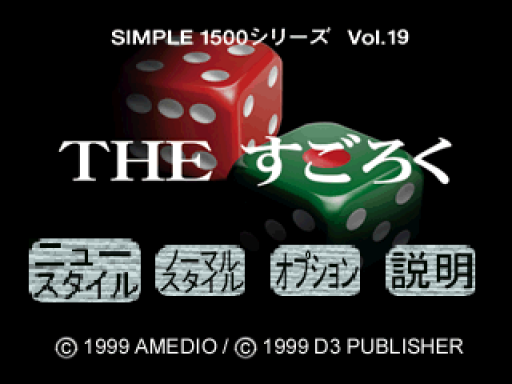 SIMPLE 1500シリーズ Vol.19
THE すごろく
ニュースタイル
ノーマルスタイル
オプション
説明
© 1999 AMEDIO / © 1999 D3 PUBLISHER